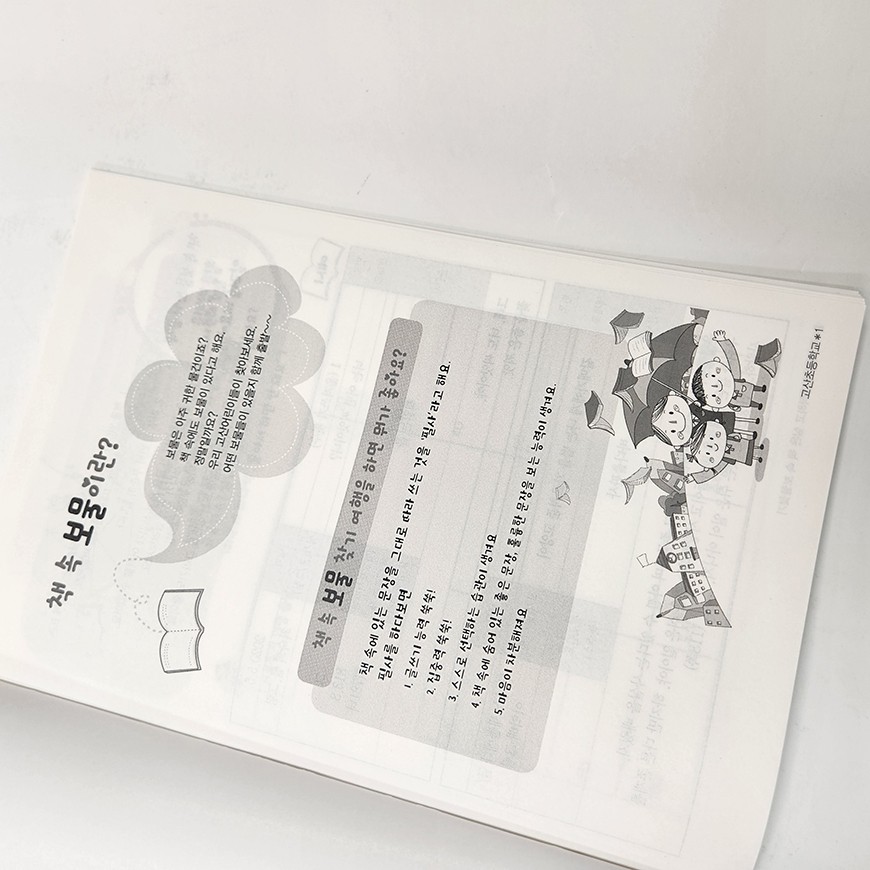 책 속 보물이란?
보물은 아주 귀한 물건이죠?
책 속에도 보물이 있다고 해요.
정말일까요?
우리 고산어린이들이 찾아보세요.
어떤 보물들이 있을지 함께 출발~~
책 속 보물 찾기 여행을 하면 뭐가 좋아요?
책 속에 있는 문장을 그대로 따라 쓰는 것을 '필사'라고 해요.
필사를 하다보면
1. 글쓰기 능력 쑥쑥!
2. 집중력 쑥쑥!
3. 스스로 선택하는 습관이 생겨요
4. 책 속에 숨어 있는 좋은 문장, 훌륭한 문장을 보는 능력이 생겨요.
5. 마음이 차분해져요
고산초등학교 * 1